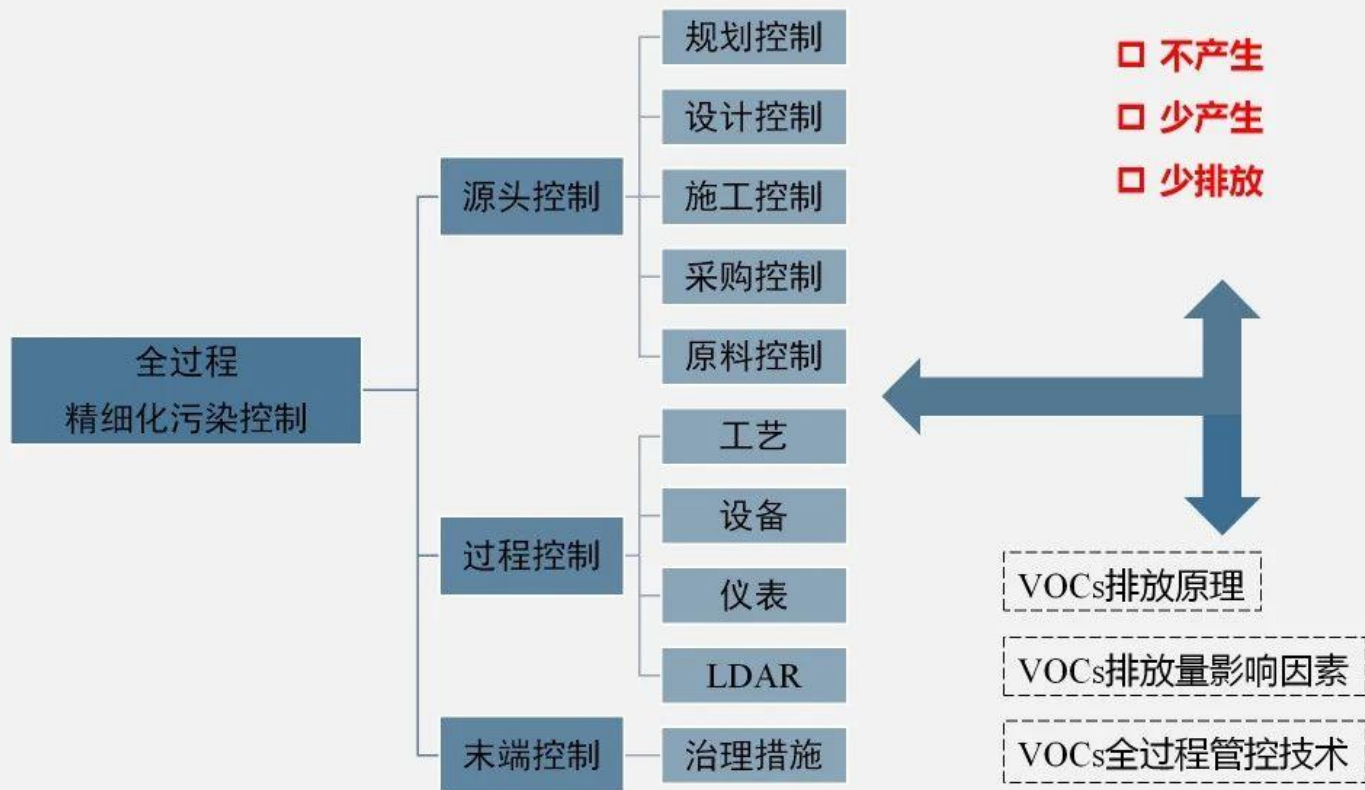 全过程
精细化污染控制
源头控制
规划控制
设计控制
施工控制
采购控制
原料控制
过程控制
工艺
设备
仪表
LDAR
末端控制
治理措施
不产生
少产生
少排放
VOCs排放原理
VOCs排放量影响因素
VOCs全过程管控技术